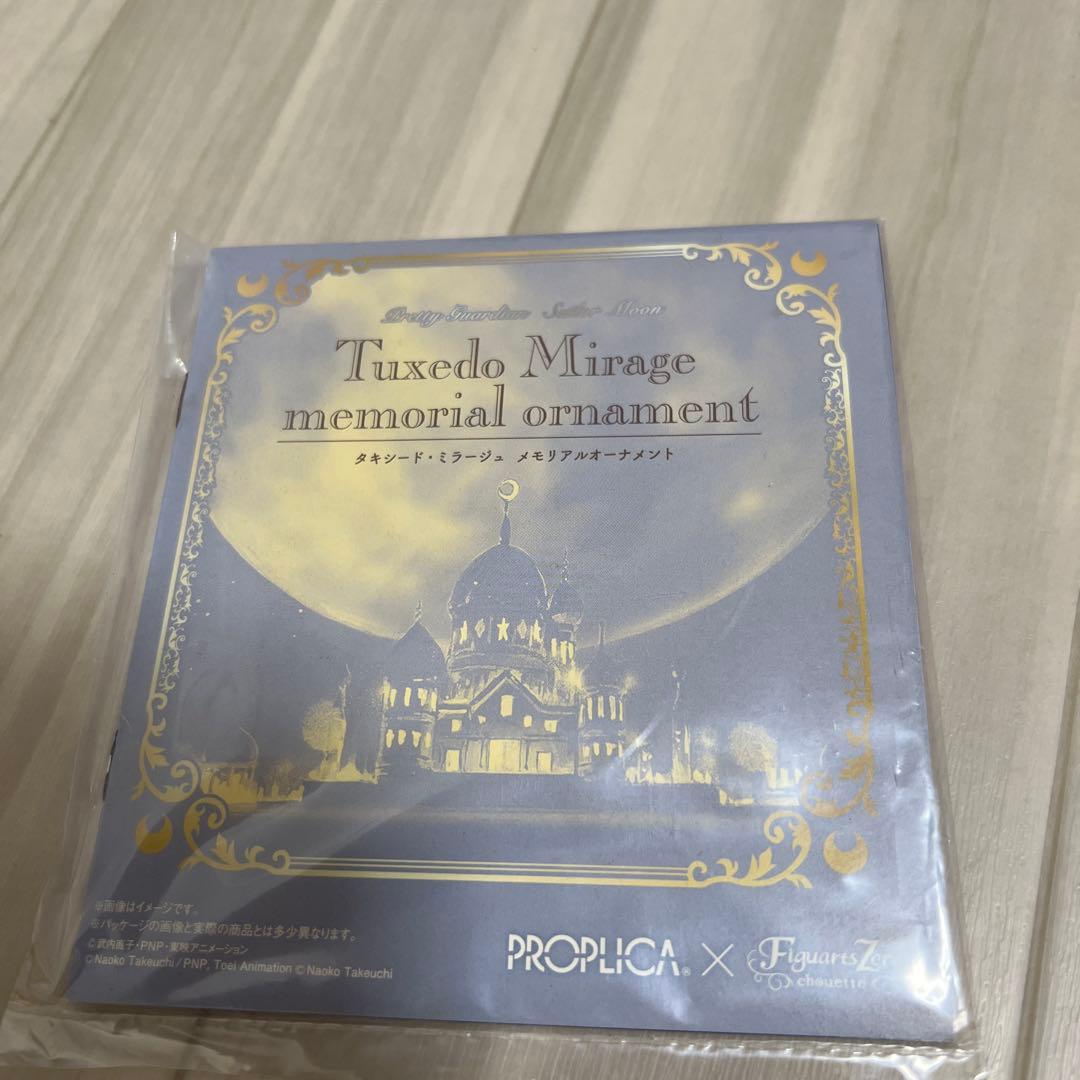 Pretty Guardian Sailor Moon
Tuxedo Mirage
memorial ornament
タキシード・ミラージュ メモリアルオーナメント
※画像はイメージです。
※パッケージの画像と実際の商品とは多少異なります。
©武内直子・PNP・東映アニメーション
©Naoko Takeuchi / PNP, Toei Animation ©Naoko Takeuchi
PROPLICA® × Figuarts Zero
chouette